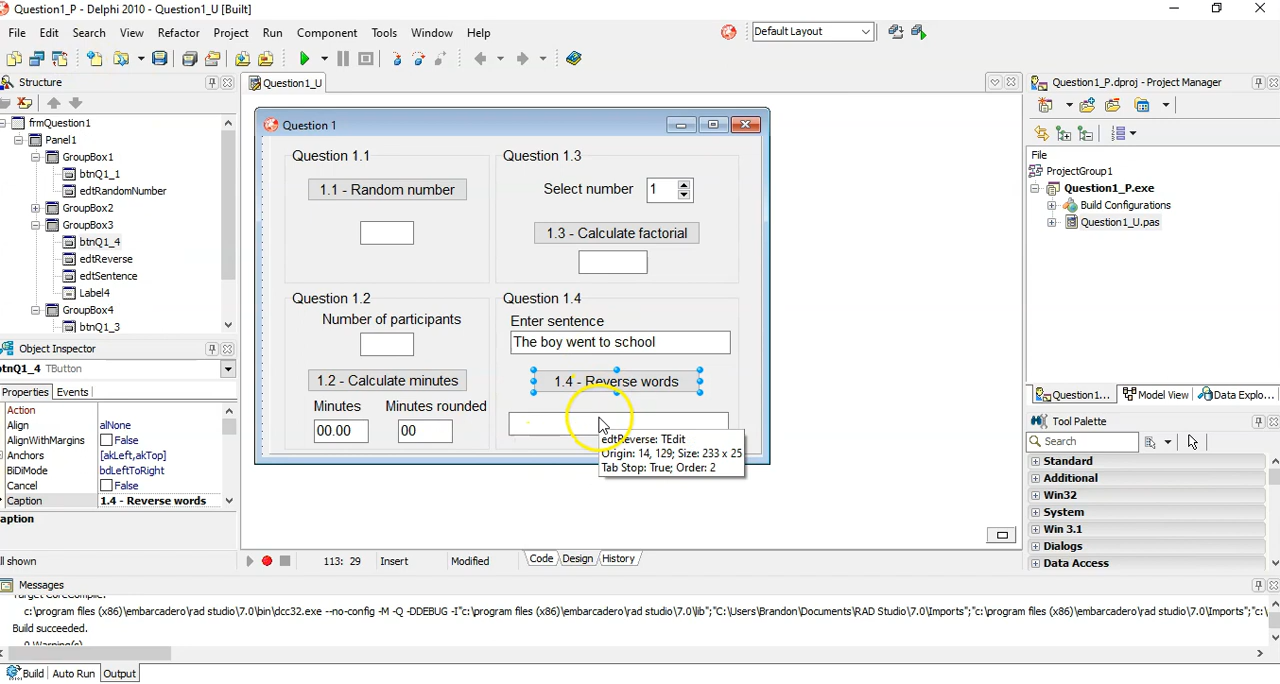 Question1_P - Delphi 2010 - Question1_U [Built]
File Edit Search View Refactor Project Run Component Tools Window Help
Default Layout
Structure
Question1_U
Question1_P.dproj - Project Manager
frmQuestion1
Panel1
GroupBox1
btnQ1_1
edtRandomNumber
GroupBox2
GroupBox3
btnQ1_4
edtReverse
edtSentence
Label4
GroupBox4
btnQ1_3
Question 1
Question 1.1
1.1 - Random number
Question 1.3
Select number 1
1.3 - Calculate factorial
Question 1.2
Number of participants
1.2 - Calculate minutes
Minutes Minutes rounded
00.00 00
Question 1.4
Enter sentence
The boy went to school
1.4 - Reverse words
edtReverse: TEdit
Origin: 14, 129; Size: 233 x 25
Tab Stop: True; Order: 2
File
ProjectGroup1
Question1_P.exe
Build Configurations
Question1_U.pas
Question1... Model View Data Explo...
Tool Palette
Search
Standard
Additional
Win32
System
Win 3.1
Dialogs
Data Access
Object Inspector
btnQ1_4 TButton
Properties Events
Action
Align alNone
AlignWithMargins False
Anchors [akLeft,akTop]
BiDiMode bdLeftToRight
Cancel False
Caption 1.4 - Reverse words
aption
ll shown
113: 29 Insert Modified Code Design History
Messages
c:\program files (x86)\embarcadero\rad studio\7.0\bin\dcc32.exe --no-config -M -Q -DDEBUG -I"c:\program files (x86)\embarcadero\rad studio\7.0\lib";"C:\Users\Brandon\Documents\RAD Studio\7.0\Imports";"c:\program files (x86)\embarcadero\rad studio\7.0\Imports";"c:\
Build succeeded.
0 Warning(s)
Build Auto Run Output